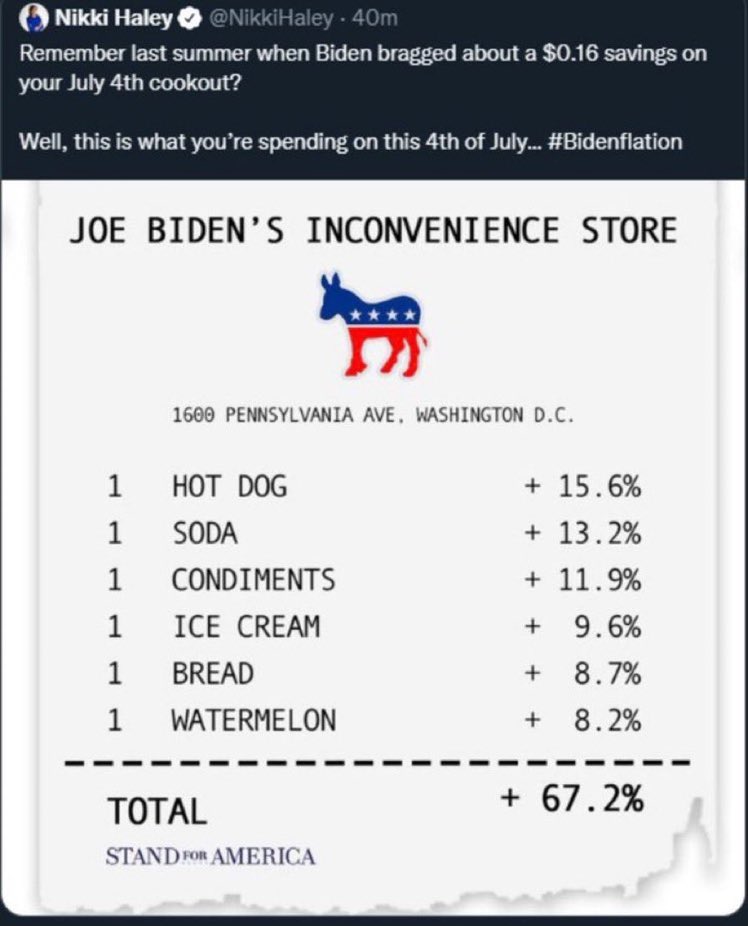 Nikki Haley @NikkiHaley · 40m
Remember last summer when Biden bragged about a $0.16 savings on
your July 4th cookout?
Well, this is what you’re spending on this 4th of July... #Bidenflation
JOE BIDEN’S INCONVENIENCE STORE
1600 PENNSYLVANIA AVE, WASHINGTON D.C.
1 HOT DOG + 15.6%
1 SODA + 13.2%
1 CONDIMENTS + 11.9%
1 ICE CREAM + 9.6%
1 BREAD + 8.7%
1 WATERMELON + 8.2%
TOTAL + 67.2%
STAND FOR AMERICA